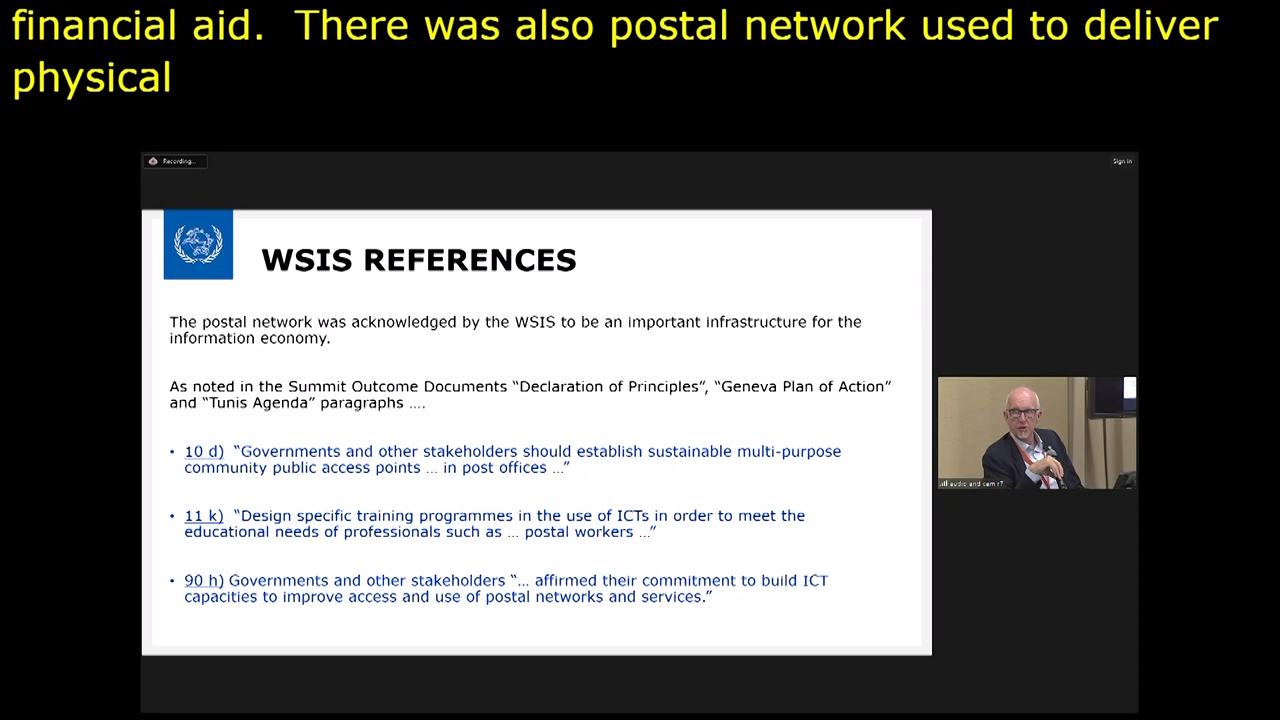 financial aid.  There was also postal network used to deliver
physical
Recording...
Sign in
WSIS REFERENCES
The postal network was acknowledged by the WSIS to be an important infrastructure for the
information economy.
As noted in the Summit Outcome Documents “Declaration of Principles”, “Geneva Plan of Action”
and “Tunis Agenda” paragraphs ....
• 10 d)  “Governments and other stakeholders should establish sustainable multi-purpose
community public access points ... in post offices ...”
• 11 k)  “Design specific training programmes in the use of ICTs in order to meet the
educational needs of professionals such as ... postal workers ...”
• 90 h) Governments and other stakeholders “... affirmed their commitment to build ICT
capacities to improve access and use of postal networks and services.”
audio and cam r7